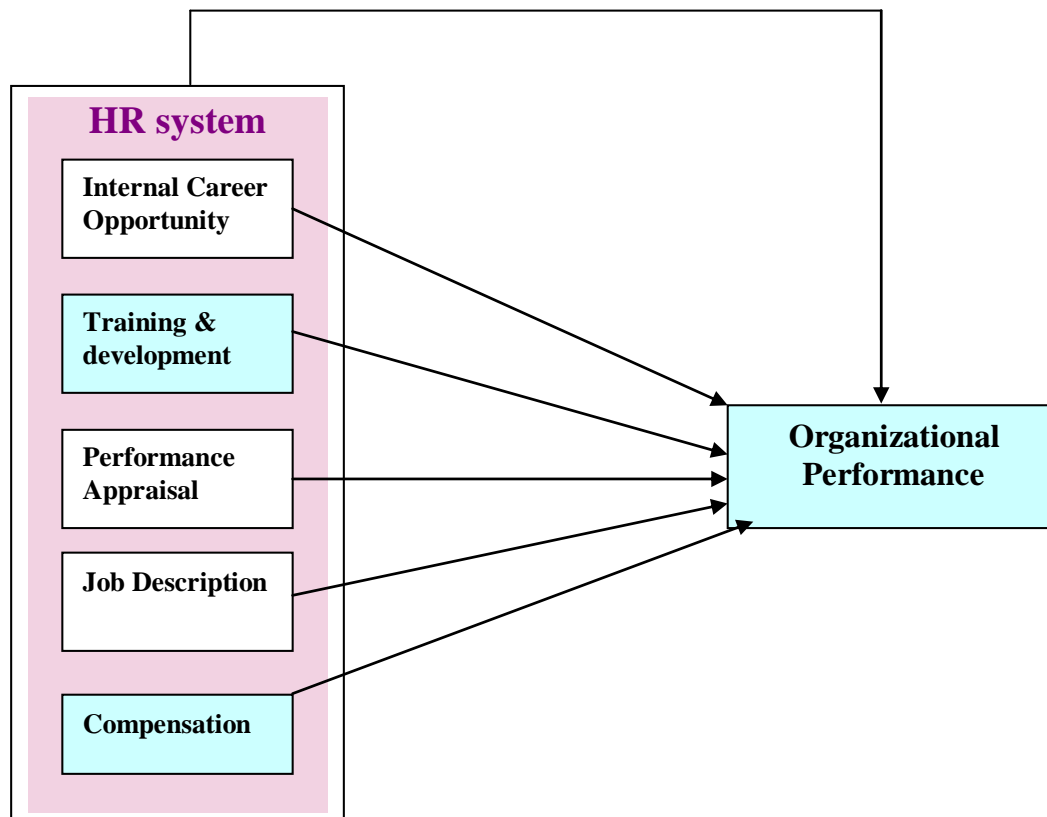 HR system
Internal Career
Opportunity
Training &
development
Performance
Appraisal
Job Description
Compensation
Organizational
Performance